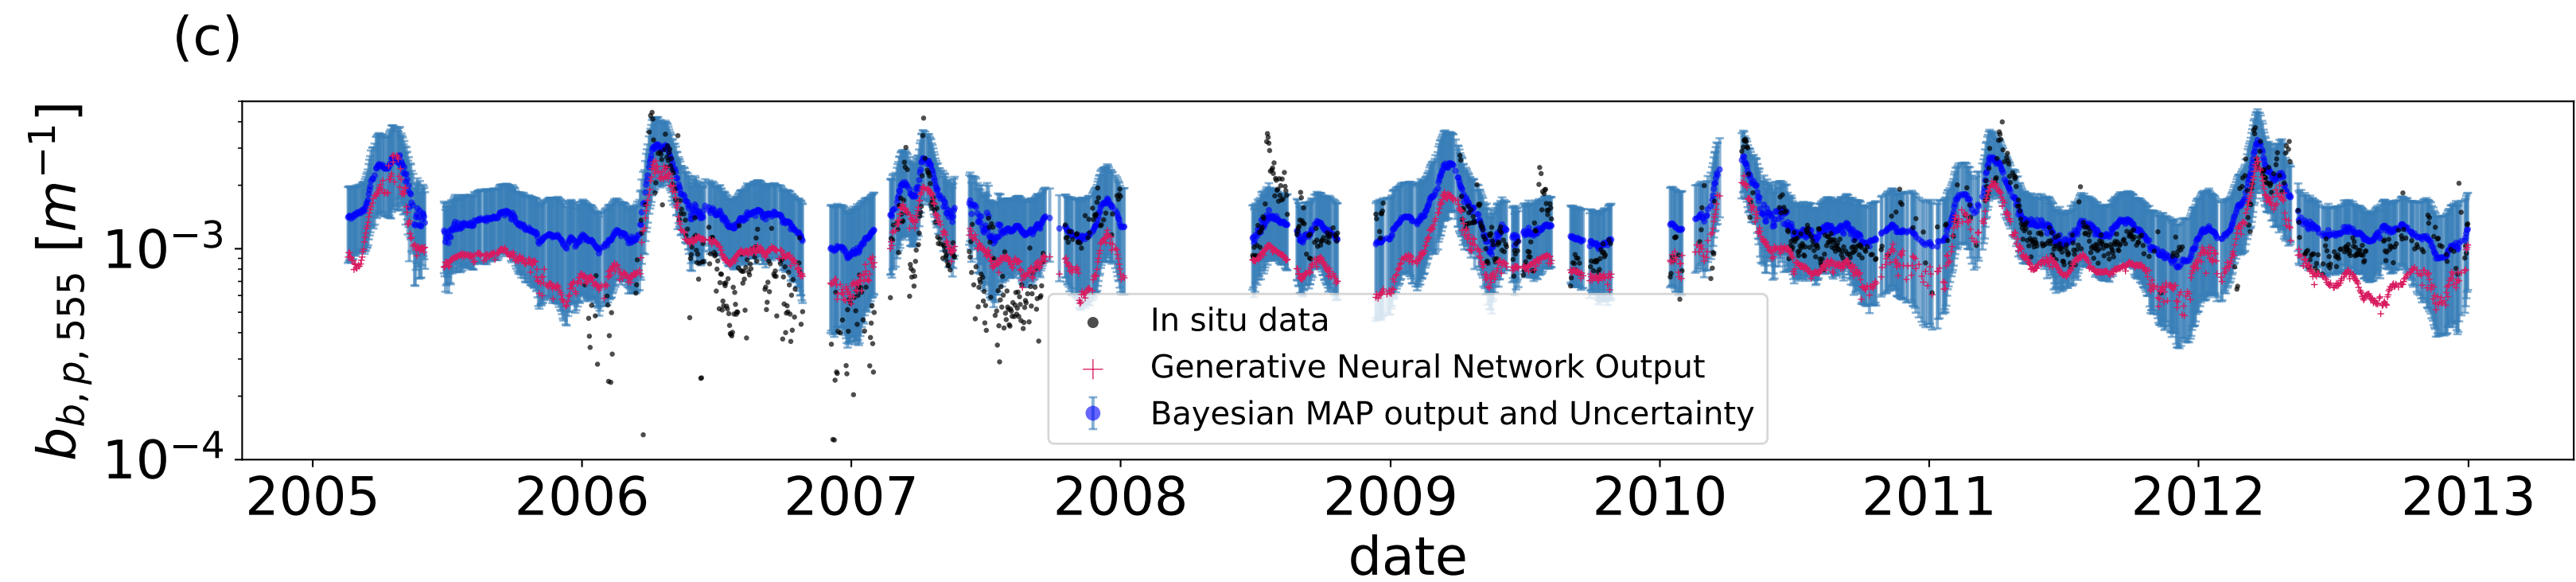 (c)
b_{b, p, 555} [m^{−1}]
10^{−3}
10^{−4}
In situ data
Generative Neural Network Output
Bayesian MAP output and Uncertainty
2005 2006 2007 2008 2009 2010 2011 2012 2013
date